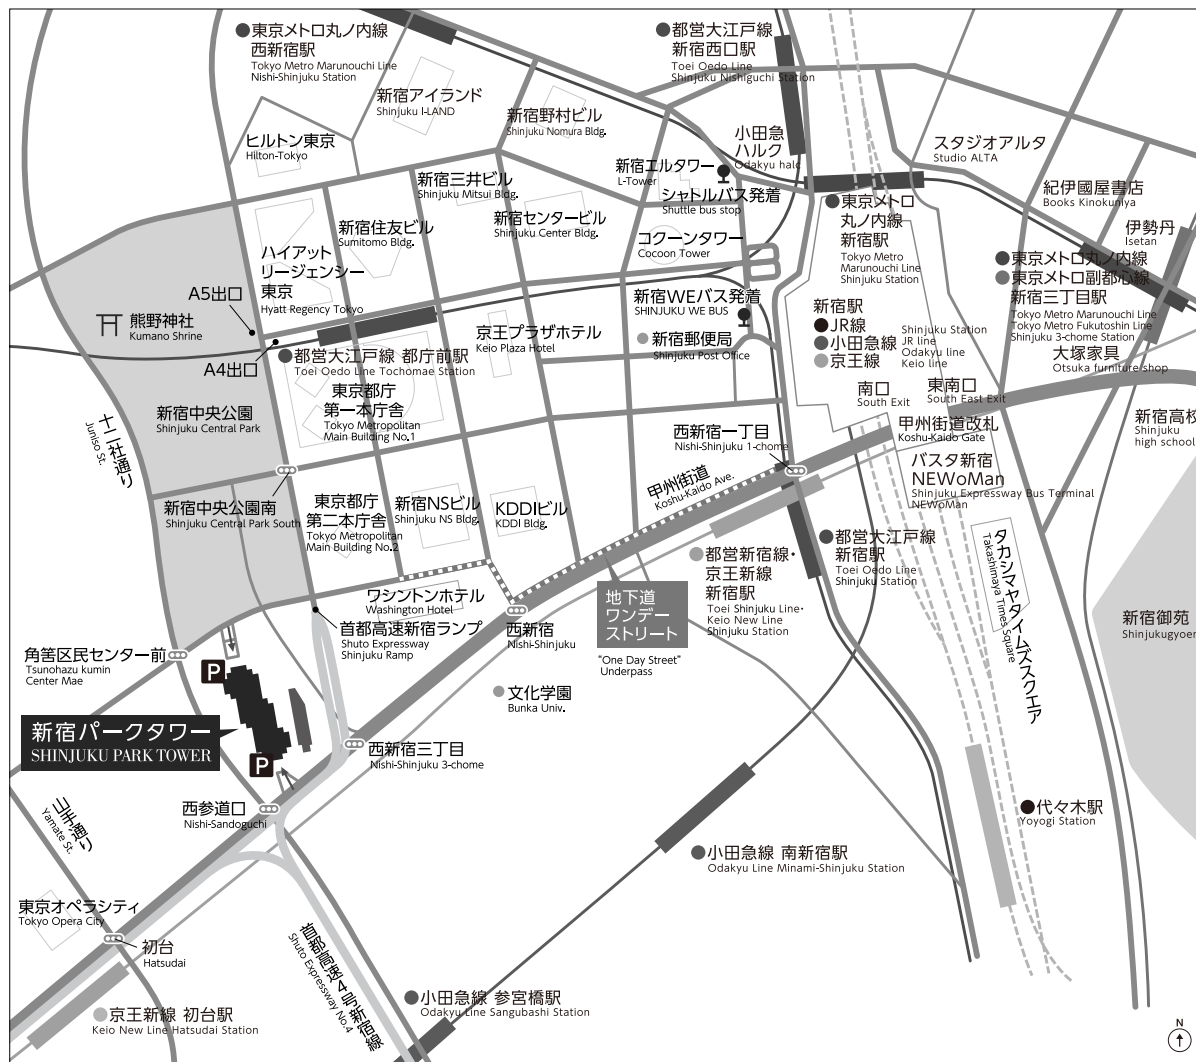 東京メトロ丸ノ内線
西新宿駅
Tokyo Metro Marunouchi Line
Nishi-Shinjuku Station
都営大江戸線
新宿西口駅
Toei Oedo Line
Shinjuku Nishiguchi Station
新宿アイランド
Shinjuku I-LAND
新宿野村ビル
Shinjuku Nomura Bldg.
ヒルトン東京
Hilton-Tokyo
小田急
ハルク
Odakyu halc
スタジオアルタ
Studio ALTA
新宿エルタワー
L-Tower
新宿三井ビル
Shinjuku Mitsui Bldg.
シャトルバス発着
Shuttle bus stop
紀伊國屋書店
Books Kinokuniya
新宿住友ビル
Sumitomo Bldg.
新宿センタービル
Shinjuku Center Bldg.
東京メトロ
丸ノ内線
新宿駅
Tokyo Metro
Marunouchi Line
Shinjuku Station
伊勢丹
Isetan
コクーンタワー
Cocoon Tower
ハイアット
リージェンシー
東京
Hyatt Regency Tokyo
東京メトロ丸ノ内線
東京メトロ副都心線
新宿三丁目駅
Tokyo Metro Marunouchi Line
Tokyo Metro Fukutoshin Line
Shinjuku 3-chome Station
A5出口
新宿WEバス発着
SHINJUKU WE BUS
熊野神社
Kumano Shrine
新宿駅
JR線
小田急線
京王線
Shinjuku Station
JR line
Odakyu line
Keio line
京王プラザホテル
Keio Plaza Hotel
新宿郵便局
Shinjuku Post Office
大塚家具
Otsuka furniture shop
A4出口
都営大江戸線 都庁前駅
Toei Oedo Line Tochomae Station
東京都庁
第一本庁舎
Tokyo Metropolitan
Main Building No.1
南口
South Exit
東南口
South East Exit
十二社通り
Juniso St.
新宿中央公園
Shinjuku Central Park
西新宿一丁目
Nishi-Shinjuku 1-chome
甲州街道改札
Koshu-Kaido Gate
新宿高校
Shinjuku
high school
バスタ新宿
NEWoMan
Shinjuku Expressway Bus Terminal
NEWoMan
甲州街道
Koshu-Kaido Ave.
新宿中央公園南
Shinjuku Central Park South
東京都庁
第二本庁舎
Tokyo Metropolitan
Main Building No.2
新宿NSビル
Shinjuku NS Bldg.
KDDIビル
KDDI Bldg.
都営大江戸線
新宿駅
Toei Oedo Line
Shinjuku Station
都営新宿線・
京王新線
新宿駅
Toei Shinjuku Line・
Keio New Line
Shinjuku Station
タカシマヤタイムズスクエア
Takashimaya Times Square
ワシントンホテル
Washington Hotel
地下道
ワンデー
ストリート
"One Day Street"
Underpass
新宿御苑
Shinjukugyoen
首都高速新宿ランプ
Shuto Expressway
Shinjuku Ramp
西新宿
Nishi-Shinjuku
角筈区民センター前
Tsunohazu kumin
Center Mae
P
文化学園
Bunka Univ.
新宿パークタワー
SHINJUKU PARK TOWER
P
西新宿三丁目
Nishi-Shinjuku 3-chome
西参道口
Nishi-Sandoguchi
山手通り
Yamate St.
代々木駅
Yoyogi Station
小田急線 南新宿駅
Odakyu Line Minami-Shinjuku Station
東京オペラシティ
Tokyo Opera City
初台
Hatsudai
首都高速4号新宿線
Shuto Expressway No.4
小田急線 参宮橋駅
Odakyu Line Sangubashi Station
京王新線 初台駅
Keio New Line Hatsudai Station
N